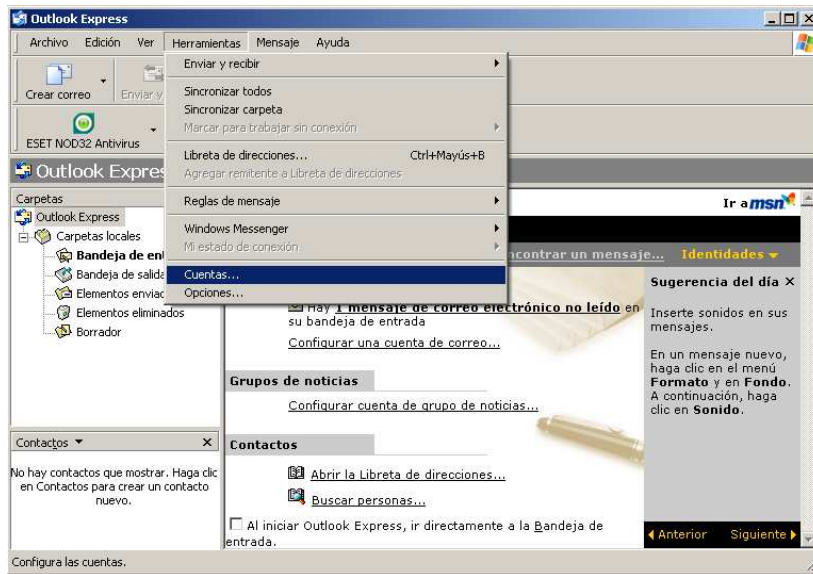 Outlook Express
Archivo Edición Ver Herramientas Mensaje Ayuda
Crear correo
Enviar y
ESET NOD32 Antivirus
Enviar y recibir
Sincronizar todos
Sincronizar carpeta
Marcar para trabajar sin conexión
Libreta de direcciones... Ctrl+Mayús+B
Agregar remitente a Libreta de direcciones
Reglas de mensaje
Windows Messenger
Mi estado de conexión
Cuentas...
Opciones...
Outlook Expres
Carpetas
Outlook Express
Carpetas locales
Bandeja de en
Bandeja de salida
Elementos enviad
Elementos eliminados
Borrador
Contactos
No hay contactos que mostrar. Haga clic
en Contactos para crear un contacto
nuevo.
Ir a msn
ncontrar un mensaje... Identidades
Hay 1 mensaje de correo electrónico no leído en
su bandeja de entrada
Configurar una cuenta de correo...
Grupos de noticias
Configurar cuenta de grupo de noticias...
Contactos
Abrir la Libreta de direcciones...
Buscar personas...
Al iniciar Outlook Express, ir directamente a la Bandeja de
entrada.
Sugerencia del día
Inserte sonidos en sus
mensajes.
En un mensaje nuevo,
haga clic en el menú
Formato y en Fondo.
A continuación, haga
clic en Sonido.
Anterior Siguiente
Configura las cuentas.